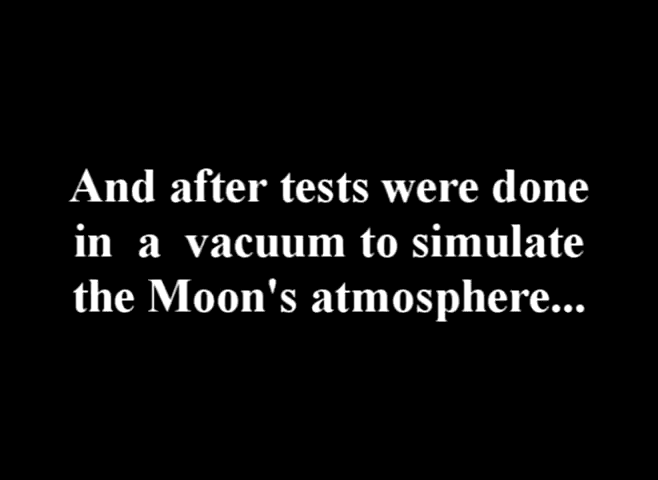 And after tests were done
in a vacuum to simulate
the Moon's atmosphere...